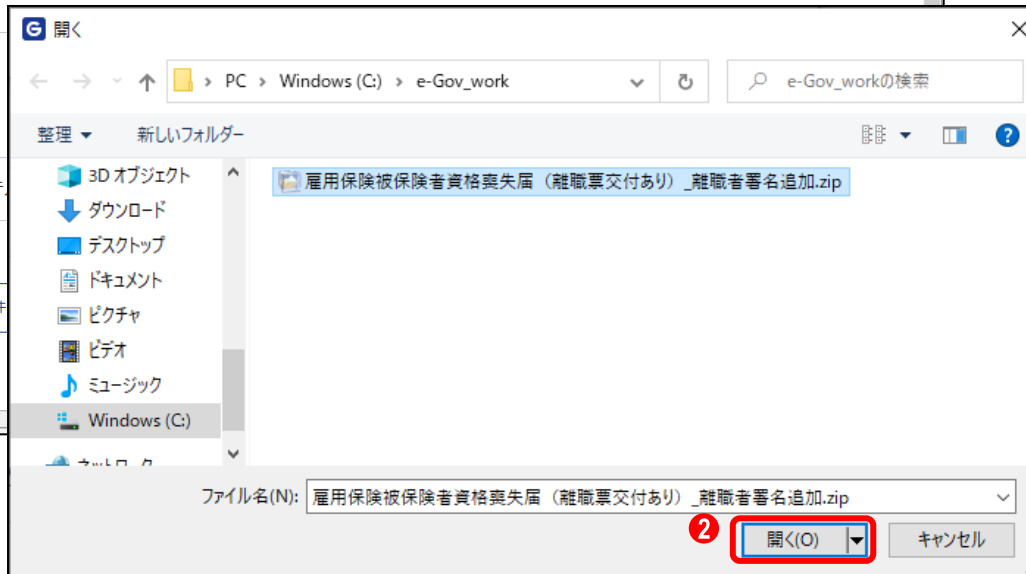 G 開く
PC > Windows (C:) > e-Gov_work
e-Gov_workの検索
整理 新しいフォルダー
?
3D オブジェクト
雇用保険被保険者資格喪失届（離職票交付あり）_離職者署名追加.zip
ダウンロード
デスクトップ
ドキュメント
ピクチャ
ビデオ
ミュージック
Windows (C:)
ネットワーク
ファイル名(N):
雇用保険被保険者資格喪失届（離職票交付あり）_離職者署名追加.zip
2
開く(O)
キャンセル